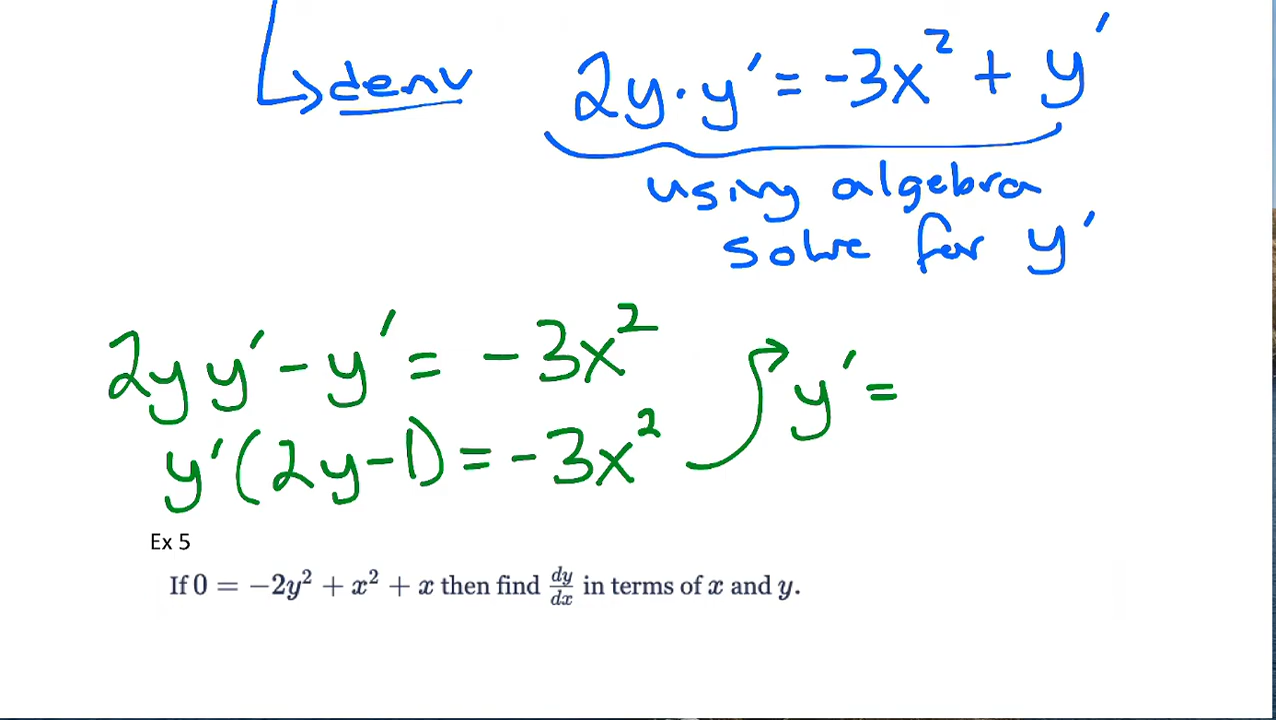 deriv 2y · y' = -3x² + y'
using algebra
solve for y'
2yy' - y' = -3x²
y' =
y'(2y-1) = -3x²
Ex 5
If 0 = −2y² + x² + x then find dy/dx in terms of x and y.